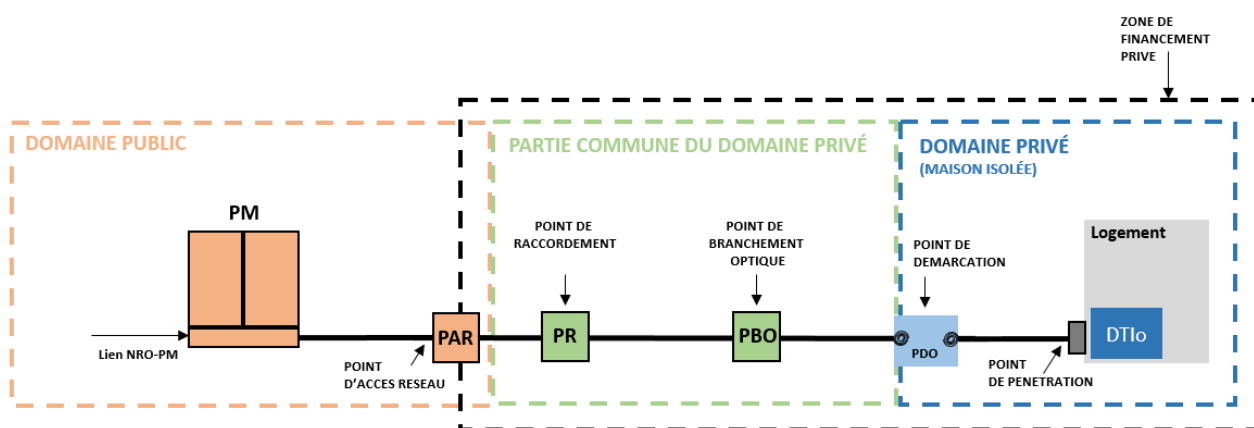 ZONE DE
FINANCEMENT
PRIVE
DOMAINE PUBLIC
PARTIE COMMUNE DU DOMAINE PRIVÉ
DOMAINE PRIVÉ
(MAISON ISOLÉE)
PM
POINT DE
RACCORDEMENT
POINT DE
BRANCHEMENT
OPTIQUE
POINT DE
DEMARCATION
Logement
PAR
PR
PBO
PDO
DTIo
Lien NRO-PM
POINT
D'ACCES RESEAU
POINT
DE PENETRATION